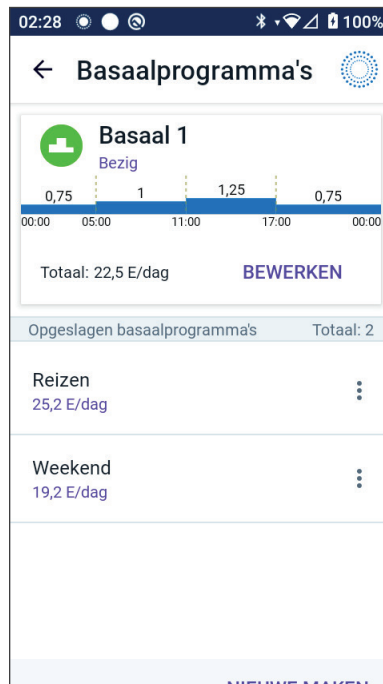 02:28 100%
Basaalprogramma's
Basaal 1
Bezig
0,75 1 1,25 0,75
00:00 05:00 11:00 17:00 00:00
Totaal: 22,5 E/dag BEWERKEN
Opgeslagen basaalprogramma's Totaal: 2
Reizen
25,2 E/dag
Weekend
19,2 E/dag
NIEUWE MAKEN